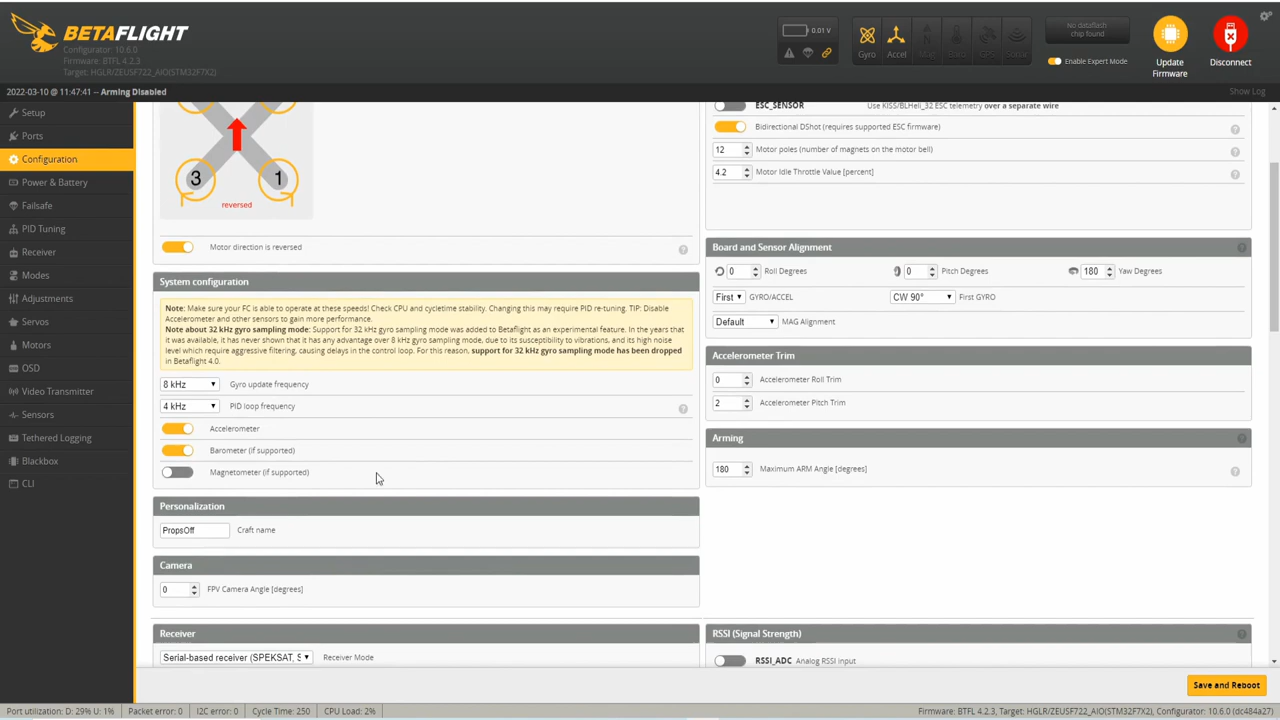 BETAFLIGHT
Configurator: 10.6.0
Firmware: BTFL 4.2.3
Target: HGLR/ZEUSF722_AIO(STM32F7X2)
0.01 V
Gyro
Accel
Mag
Baro
GPS
Sonar
No dataflash
chip found
Enable Expert Mode
Update
Firmware
Disconnect
2022-03-10 @ 11:47:41 -- Arming Disabled
Show Log
Setup
Ports
Configuration
Power & Battery
Failsafe
PID Tuning
Receiver
Modes
Adjustments
Servos
Motors
OSD
Video Transmitter
Sensors
Tethered Logging
Blackbox
CLI
3
1
reversed
Motor direction is reversed
System configuration
Note: Make sure your FC is able to operate at these speeds! Check CPU and cycletime stability. Changing this may require PID re-tuning. TIP: Disable
Accelerometer and other sensors to gain more performance.
Note about 32 kHz gyro sampling mode: Support for 32 kHz gyro sampling mode was added to Betaflight as an experimental feature. In the years that
it was available, it has never shown that it has any advantage over 8 kHz gyro sampling mode, due to its susceptibility to vibrations, and its high noise
level which require aggressive filtering, causing delays in the control loop. For this reason, support for 32 kHz gyro sampling mode has been dropped
in Betaflight 4.0.
8 kHz Gyro update frequency
4 kHz PID loop frequency
Accelerometer
Barometer (if supported)
Magnetometer (if supported)
Personalization
PropsOff Craft name
Camera
0 FPV Camera Angle [degrees]
Receiver
Serial-based receiver (SPEKSAT, S Receiver Mode
ESC_SENSOR Use KISS/BLHeli_32 ESC telemetry over a separate wire
Bidirectional DShot (requires supported ESC firmware)
12 Motor poles (number of magnets on the motor bell)
4.2 Motor Idle Throttle Value [percent]
Board and Sensor Alignment
0 Roll Degrees 0 Pitch Degrees 180 Yaw Degrees
First GYRO/ACCEL CW 90° First GYRO
Default MAG Alignment
Accelerometer Trim
0 Accelerometer Roll Trim
2 Accelerometer Pitch Trim
Arming
180 Maximum ARM Angle [degrees]
RSSI (Signal Strength)
RSSI_ADC Analog RSSI input
Save and Reboot
Port utilization: D: 29% U: 1% Packet error: 0 I2C error: 0 Cycle Time: 250 CPU Load: 2% Firmware: BTFL 4.2.3, Target: HGLR/ZEUSF722_AIO(STM32F7X2), Configurator: 10.6.0 (dc484a27)